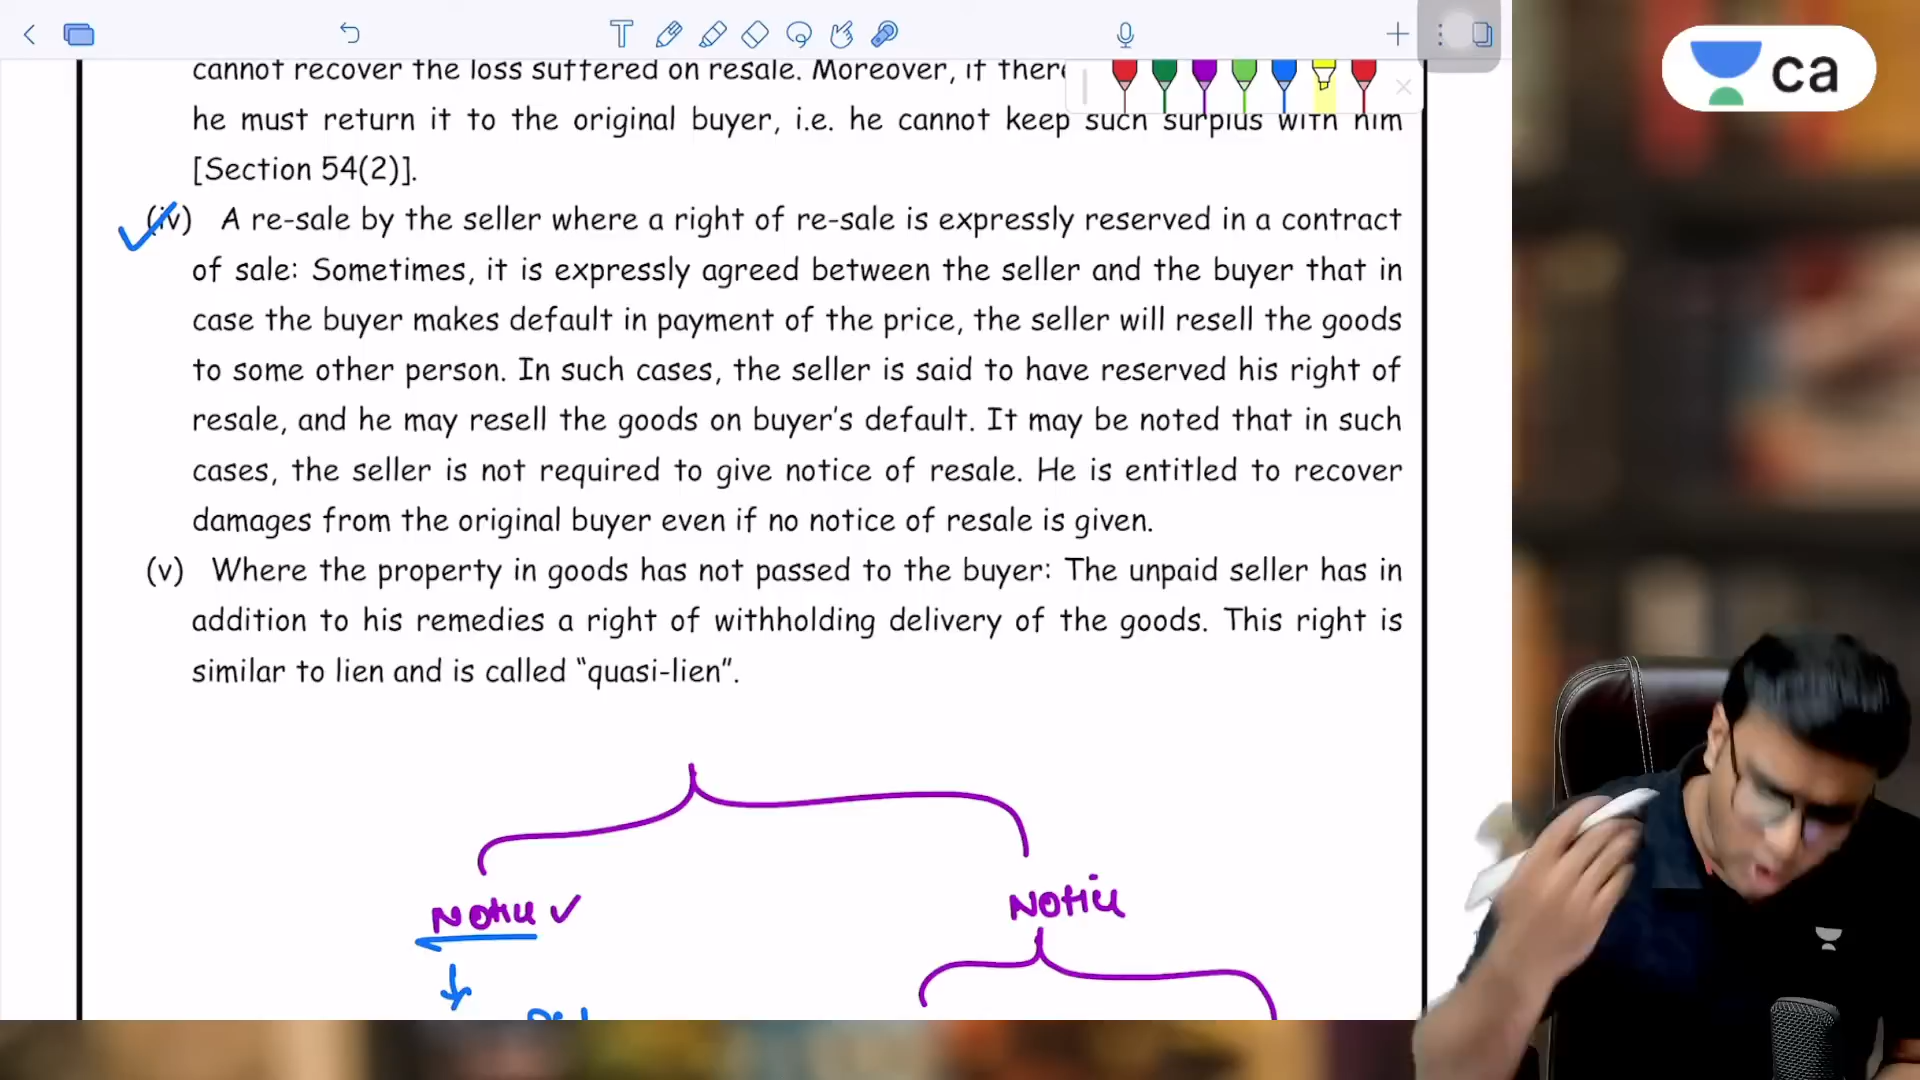 ca
cannot recover the loss suffered on resale. Moreover, if there
he must return it to the original buyer, i.e. he cannot keep such surplus with him
[Section 54(2)].
(iv) A re-sale by the seller where a right of re-sale is expressly reserved in a contract
of sale: Sometimes, it is expressly agreed between the seller and the buyer that in
case the buyer makes default in payment of the price, the seller will resell the goods
to some other person. In such cases, the seller is said to have reserved his right of
resale, and he may resell the goods on buyer's default. It may be noted that in such
cases, the seller is not required to give notice of resale. He is entitled to recover
damages from the original buyer even if no notice of resale is given.
(v) Where the property in goods has not passed to the buyer: The unpaid seller has in
addition to his remedies a right of withholding delivery of the goods. This right is
similar to lien and is called “quasi-lien”.
Notice ✓
Notice